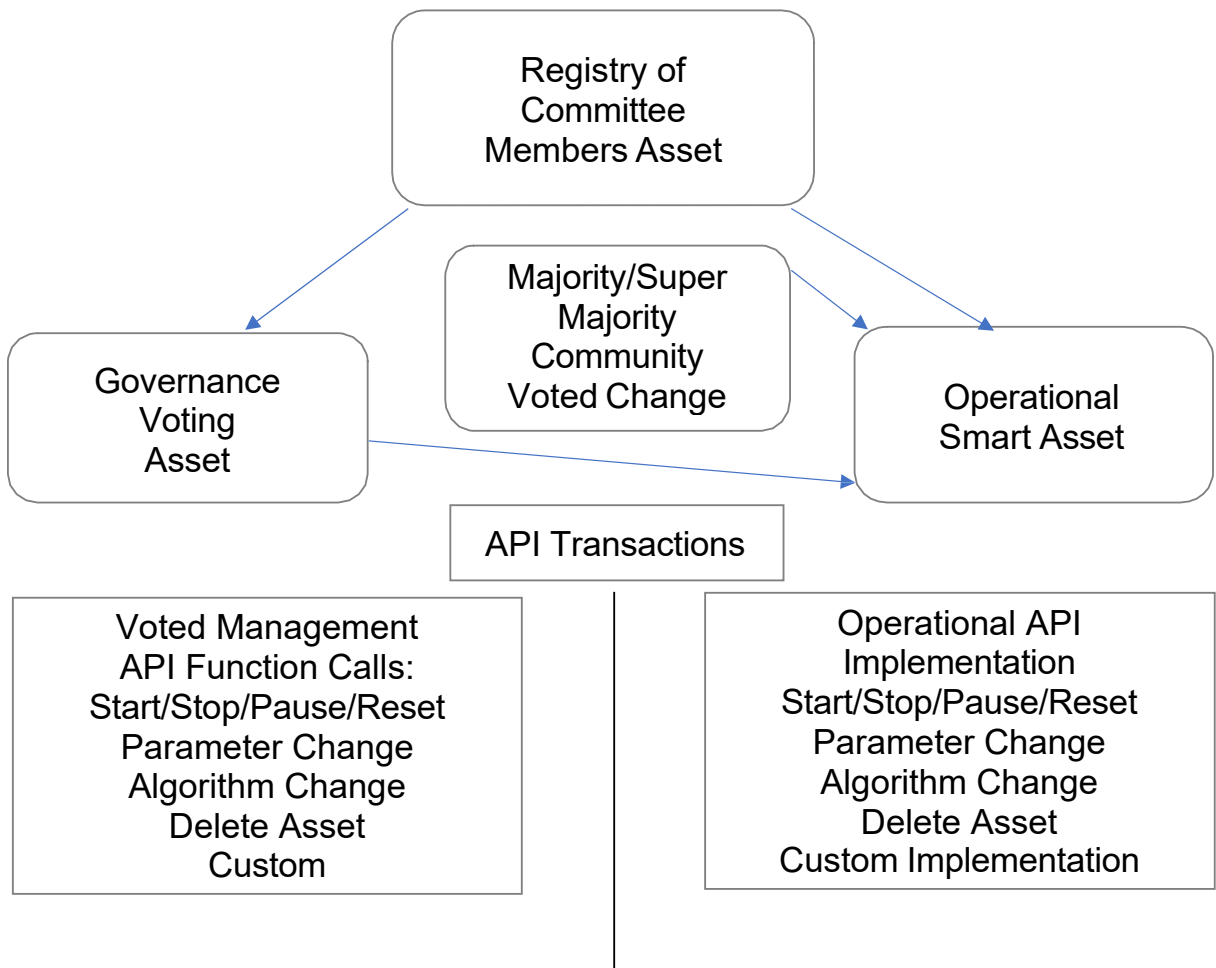 Registry of
Committee
Members Asset
Majority/Super
Majority
Community
Voted Change
Governance
Voting
Asset
Operational
Smart Asset
API Transactions
Voted Management
API Function Calls:
Start/Stop/Pause/Reset
Parameter Change
Algorithm Change
Delete Asset
Custom
Operational API
Implementation
Start/Stop/Pause/Reset
Parameter Change
Algorithm Change
Delete Asset
Custom Implementation